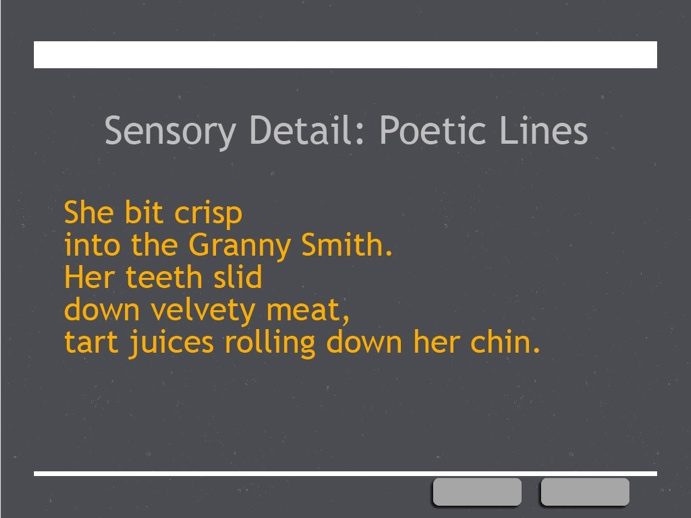 Sensory Detail: Poetic Lines
She bit crisp
into the Granny Smith.
Her teeth slid
down velvety meat,
tart juices rolling down her chin.